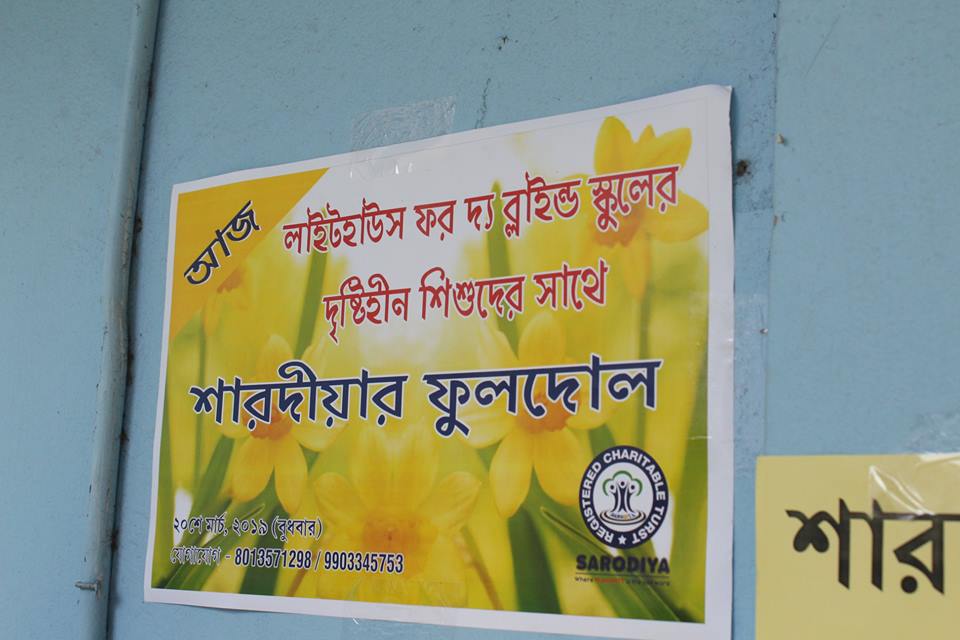 আজ
লাইটহাউস ফর দ্য ব্লাইন্ড স্কুলের
দৃষ্টিহীন শিশুদের সাথে
শারদীয়ার ফুলদোল
২০শে মার্চ, ২০১৯ (বুধবার)
যোগাযোগ - 8013571298 / 9903345753
REGISTERED CHARITABLE TURST
SARODIYA
শার